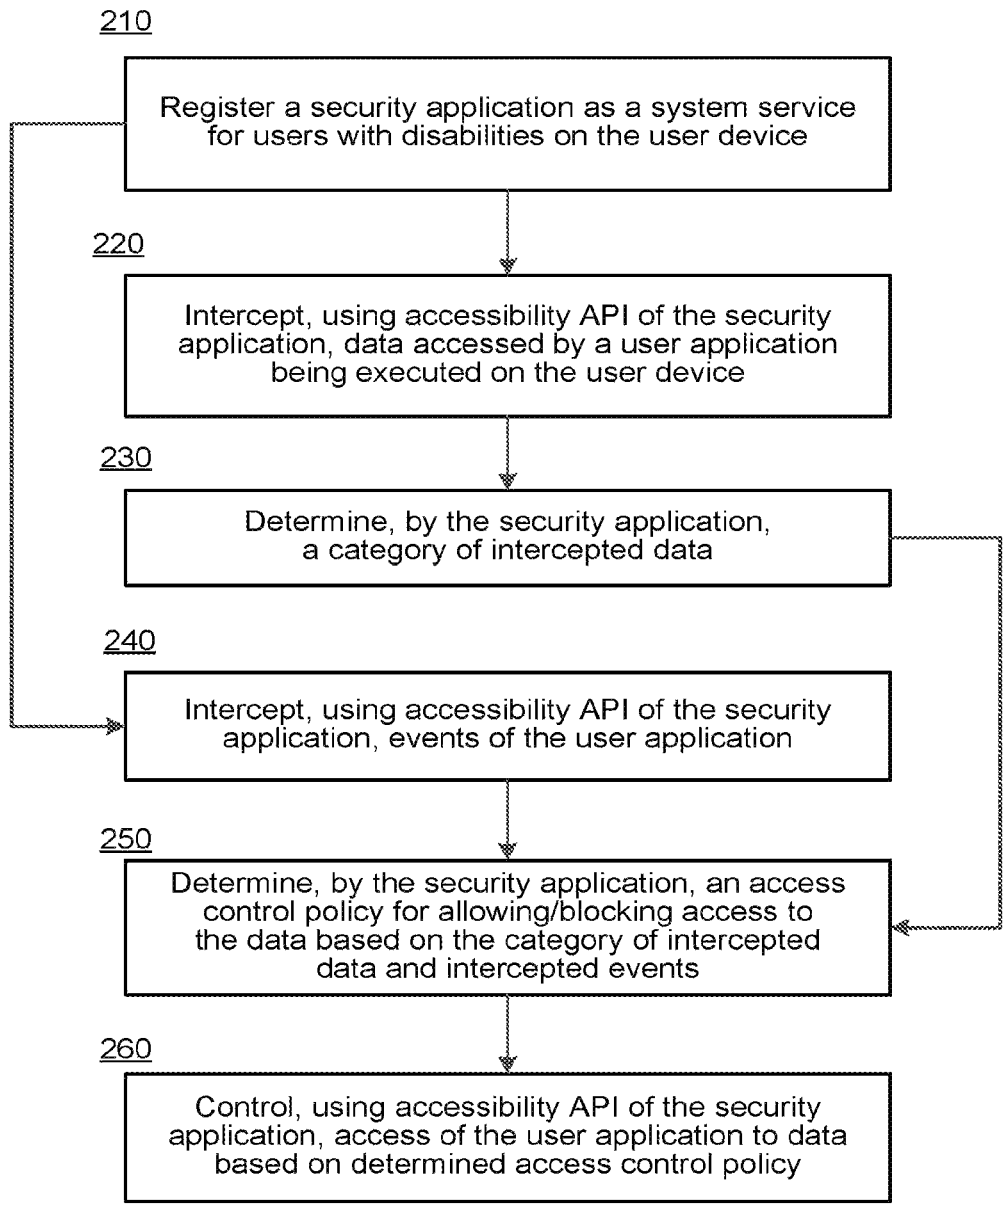 210
Register a security application as a system service
for users with disabilities on the user device
220
Intercept, using accessibility API of the security
application, data accessed by a user application
being executed on the user device
230
Determine, by the security application,
a category of intercepted data
240
Intercept, using accessibility API of the security
application, events of the user application
250
Determine, by the security application, an access
control policy for allowing/blocking access to
the data based on the category of intercepted
data and intercepted events
260
Control, using accessibility API of the security
application, access of the user application to data
based on determined access control policy